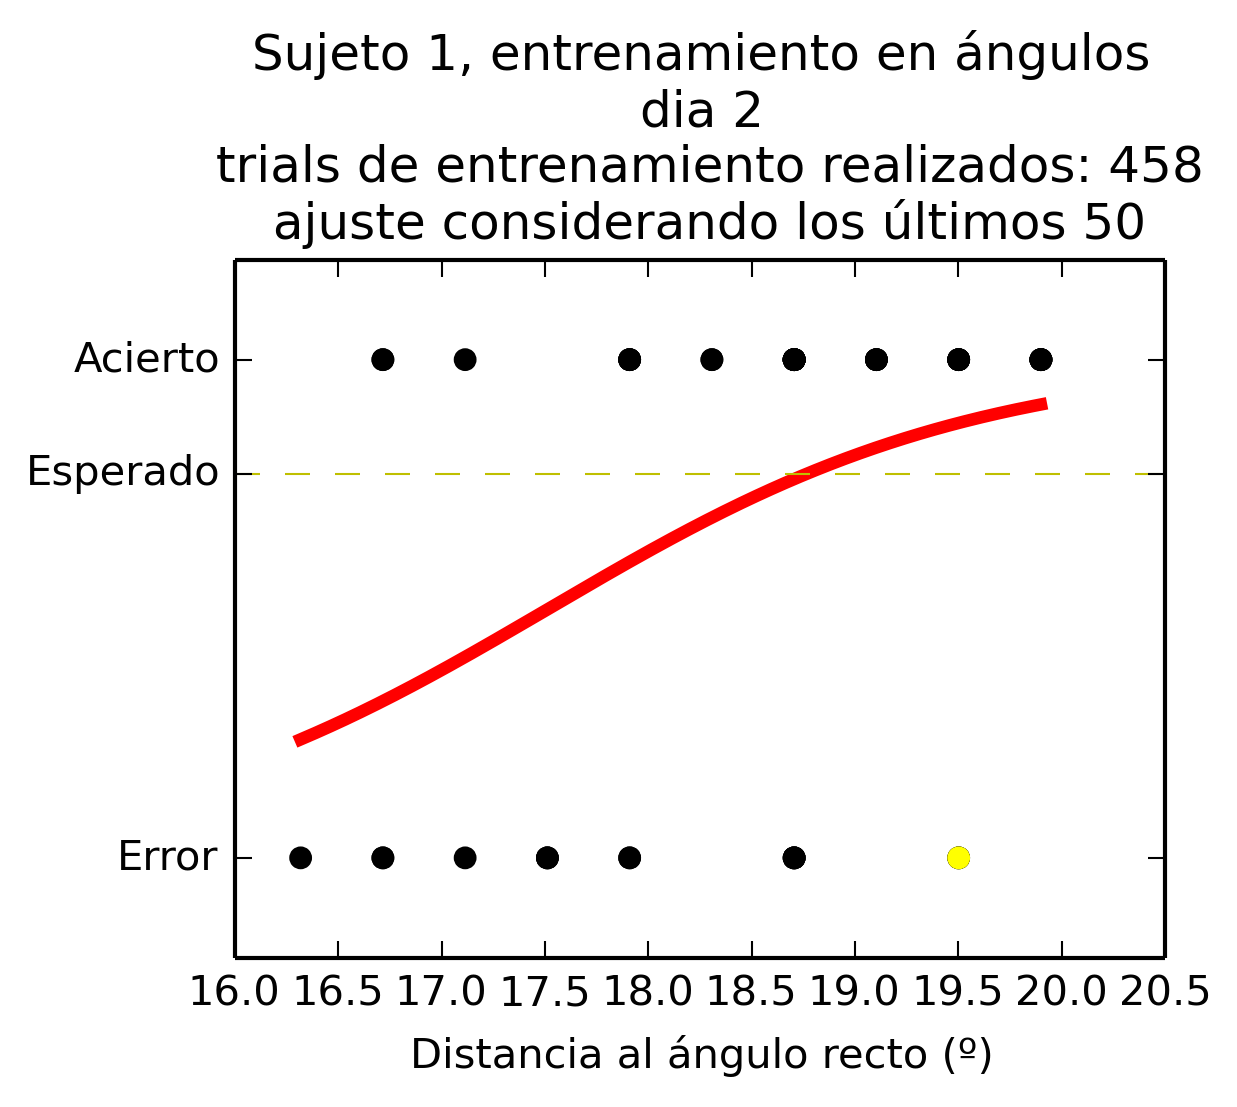 Sujeto 1, entrenamiento en ángulos
dia 2
trials de entrenamiento realizados: 458
ajuste considerando los últimos 50
Acierto
Esperado
Error
16.0 16.5 17.0 17.5 18.0 18.5 19.0 19.5 20.0 20.5
Distancia al ángulo recto (º)